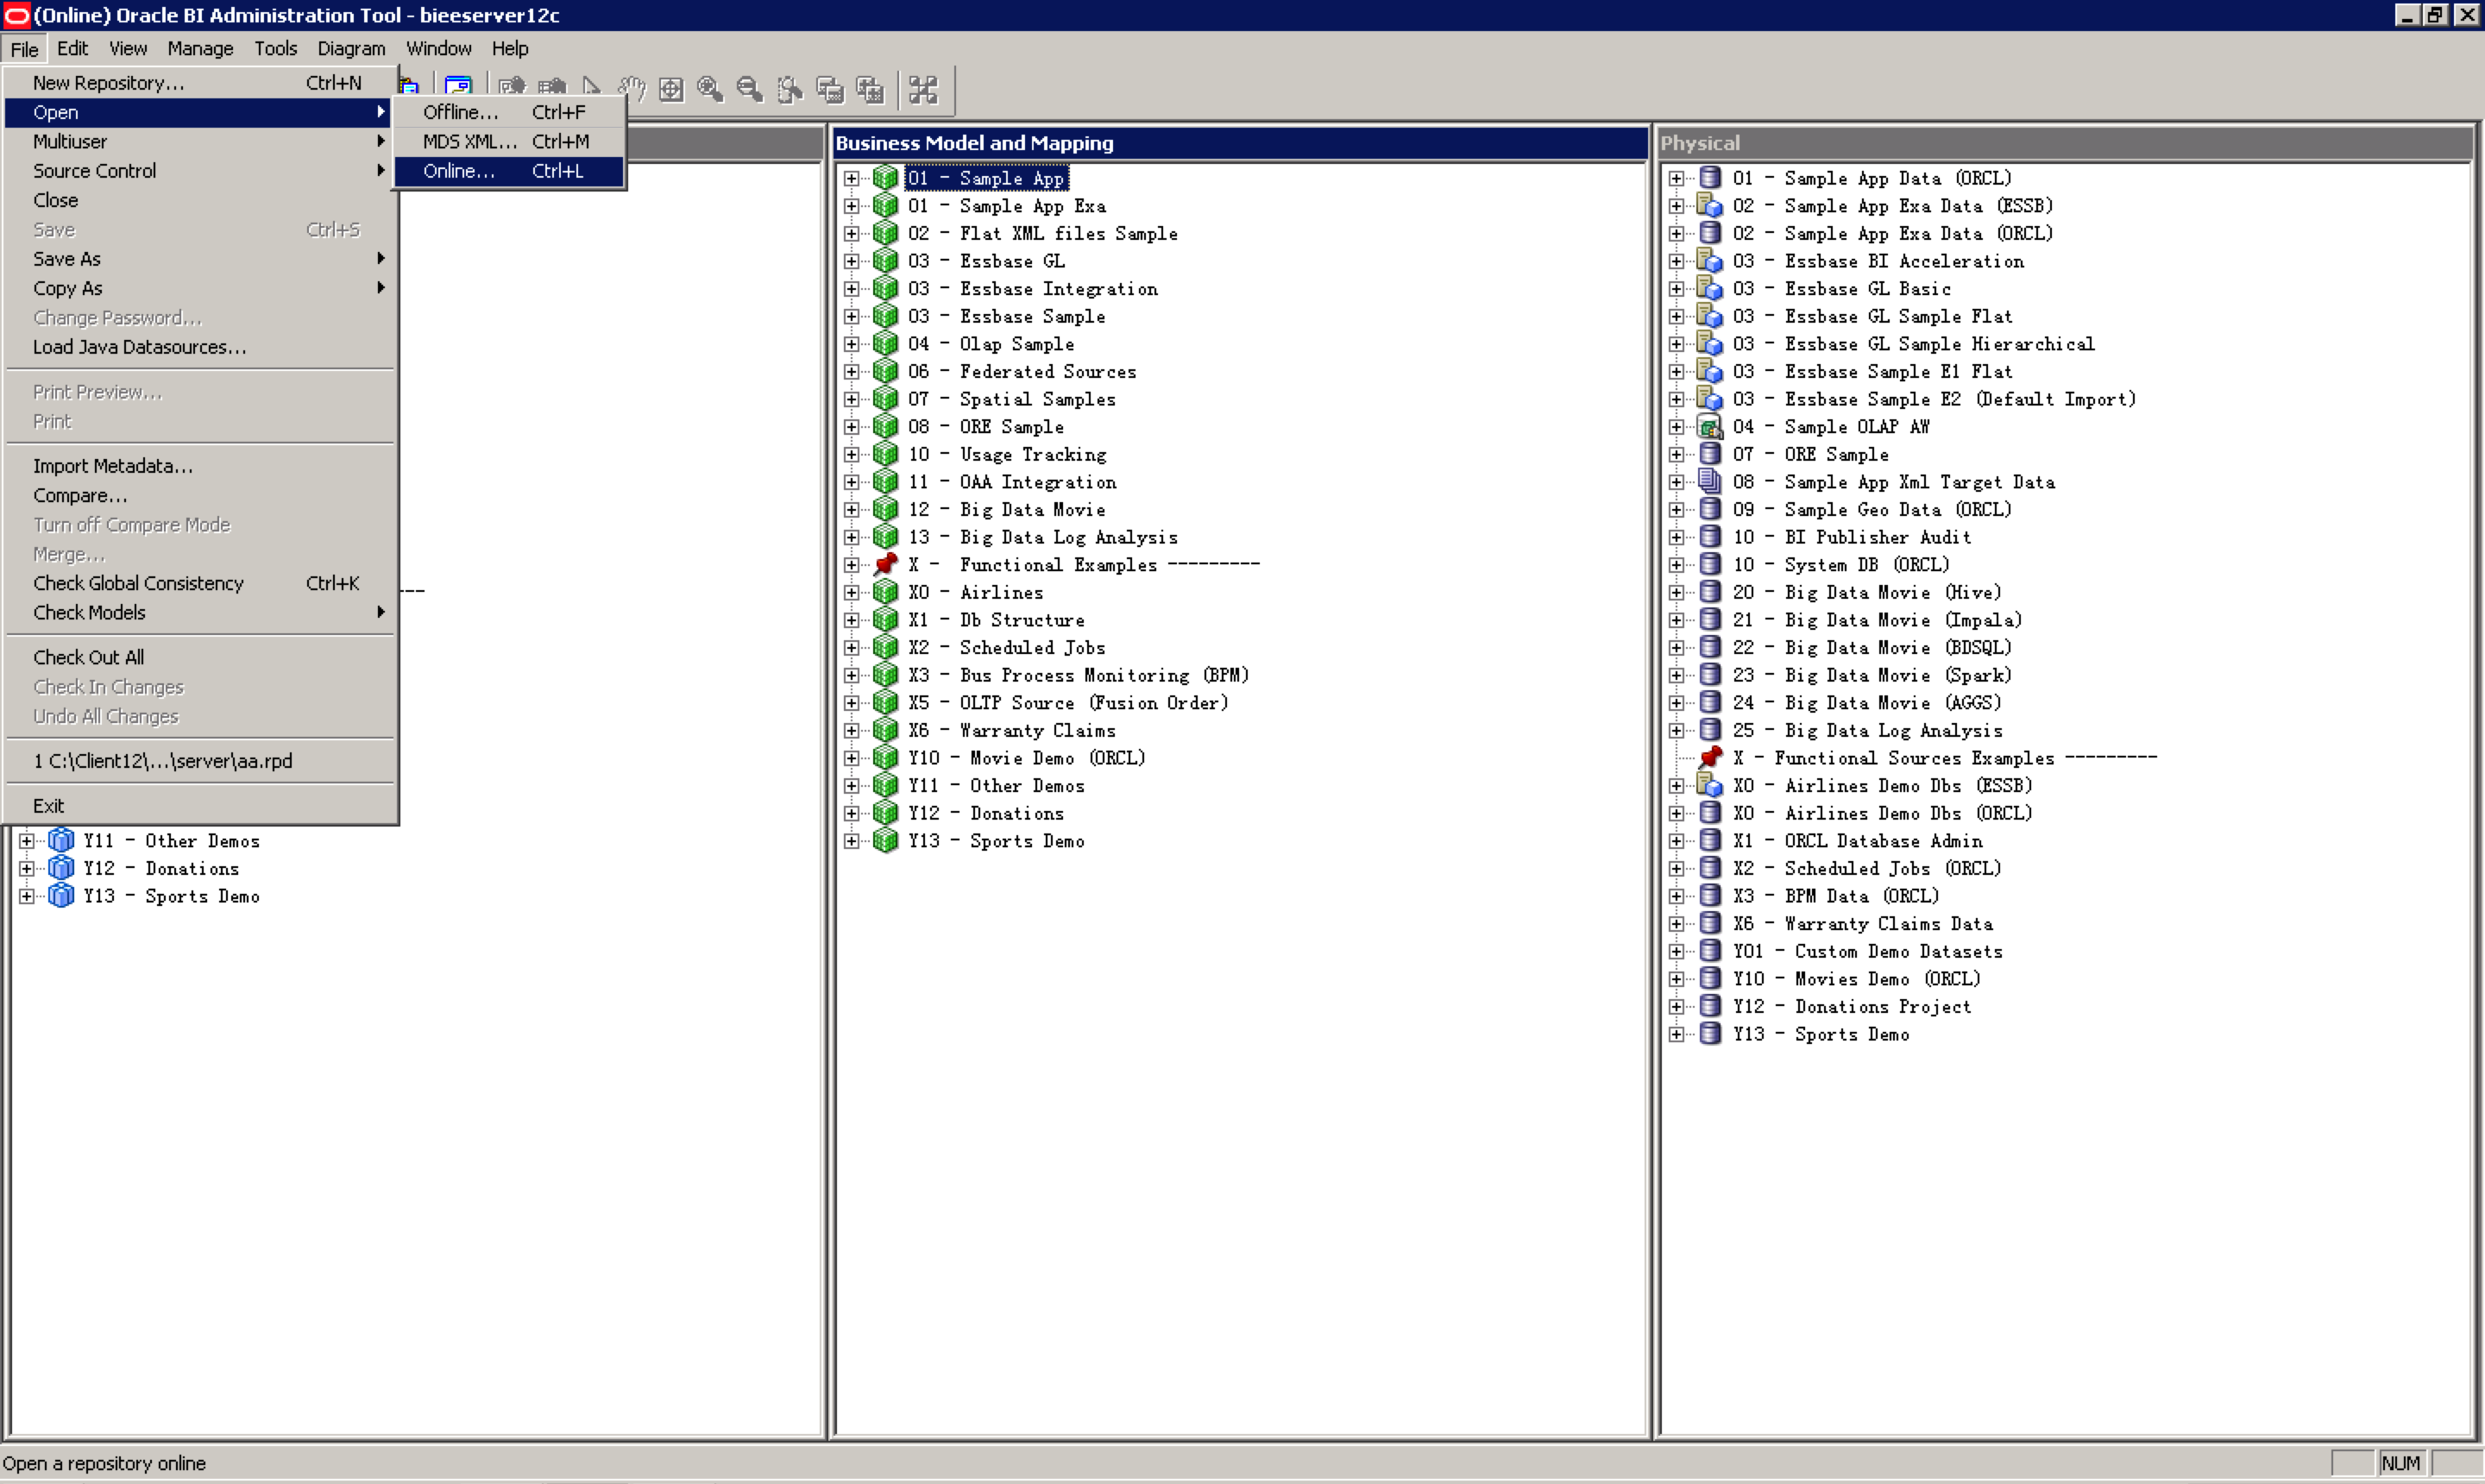 (Online) Oracle BI Administration Tool - bieeserver12c
File Edit View Manage Tools Diagram Window Help
New Repository... Ctrl+N
Open
Multiuser
Source Control
Close
Save Ctrl+S
Save As
Copy As
Change Password...
Load Java Datasources...
Print Preview...
Print
Import Metadata...
Compare...
Turn off Compare Mode
Merge...
Check Global Consistency Ctrl+K
Check Models
Check Out All
Check In Changes
Undo All Changes
1 C:\Client12\...\server\aa.rpd
Exit
Offline... Ctrl+F
MDS XML... Ctrl+M
Online... Ctrl+L
Y11 - Other Demos
Y12 - Donations
Y13 - Sports Demo
Business Model and Mapping
01 - Sample App
01 - Sample App Exa
02 - Flat XML files Sample
03 - Essbase GL
03 - Essbase Integration
03 - Essbase Sample
04 - Olap Sample
06 - Federated Sources
07 - Spatial Samples
08 - ORE Sample
10 - Usage Tracking
11 - OAA Integration
12 - Big Data Movie
13 - Big Data Log Analysis
X - Functional Examples ---------
X0 - Airlines
X1 - Db Structure
X2 - Scheduled Jobs
X3 - Bus Process Monitoring (BPM)
X5 - OLTP Source (Fusion Order)
X6 - Warranty Claims
Y10 - Movie Demo (ORCL)
Y11 - Other Demos
Y12 - Donations
Y13 - Sports Demo
Physical
01 - Sample App Data (ORCL)
02 - Sample App Exa Data (ESSB)
02 - Sample App Exa Data (ORCL)
03 - Essbase BI Acceleration
03 - Essbase GL Basic
03 - Essbase GL Sample Flat
03 - Essbase GL Sample Hierarchical
03 - Essbase Sample E1 Flat
03 - Essbase Sample E2 (Default Import)
04 - Sample OLAP AW
07 - ORE Sample
08 - Sample App Xml Target Data
09 - Sample Geo Data (ORCL)
10 - BI Publisher Audit
10 - System DB (ORCL)
20 - Big Data Movie (Hive)
21 - Big Data Movie (Impala)
22 - Big Data Movie (BDSQL)
23 - Big Data Movie (Spark)
24 - Big Data Movie (AGGS)
25 - Big Data Log Analysis
X - Functional Sources Examples ---------
X0 - Airlines Demo Dbs (ESSB)
X0 - Airlines Demo Dbs (ORCL)
X1 - ORCL Database Admin
X2 - Scheduled Jobs (ORCL)
X3 - BPM Data (ORCL)
X6 - Warranty Claims Data
Y01 - Custom Demo Datasets
Y10 - Movies Demo (ORCL)
Y12 - Donations Project
Y13 - Sports Demo
Open a repository online
NUM